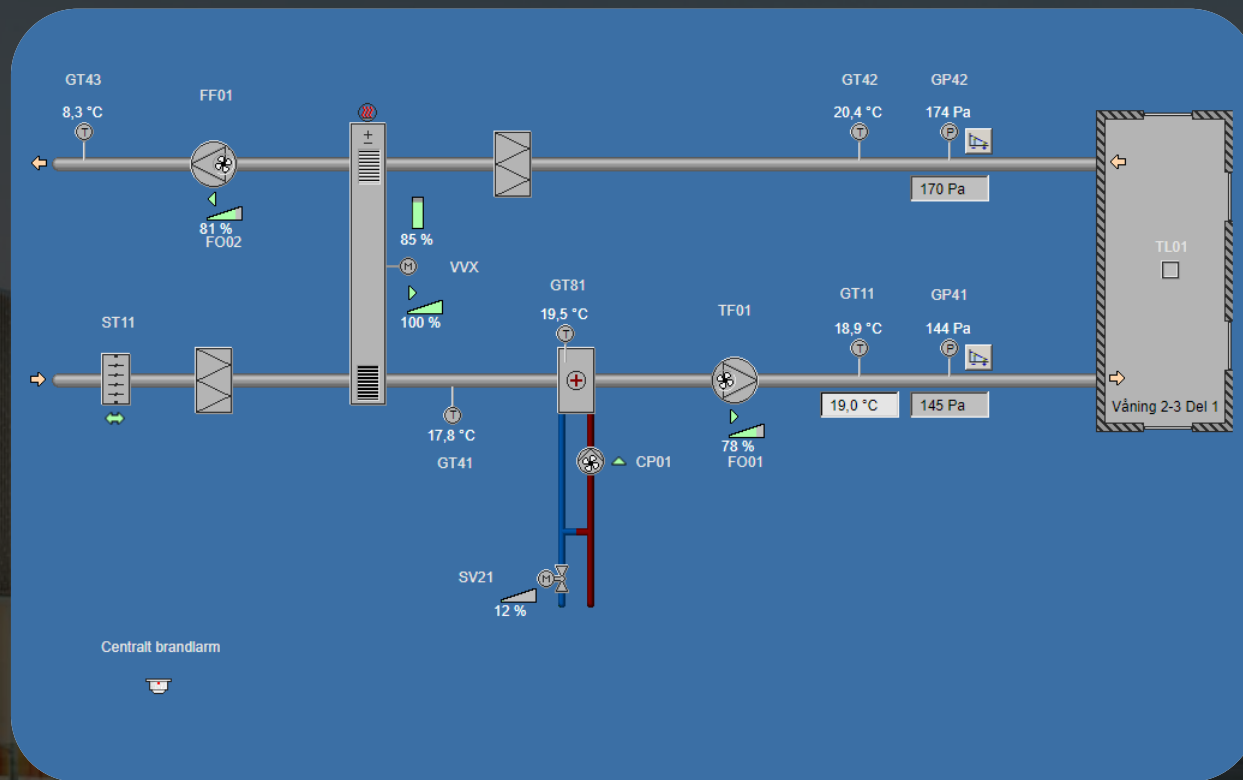 GT43
FF01
GT42
GP42
8,3 °C
20,4 °C
174 Pa
T
T
P
±
170 Pa
81 %
FO02
85 %
M
VVX
TL01
100 %
GT81
GT11
GP41
19,5 °C
TF01
18,9 °C
144 Pa
ST11
T
T
P
19,0 °C
145 Pa
Våning 2-3 Del 1
T
17,8 °C
GT41
78 %
FO01
CP01
SV21
M
12 %
Centralt brandlarm